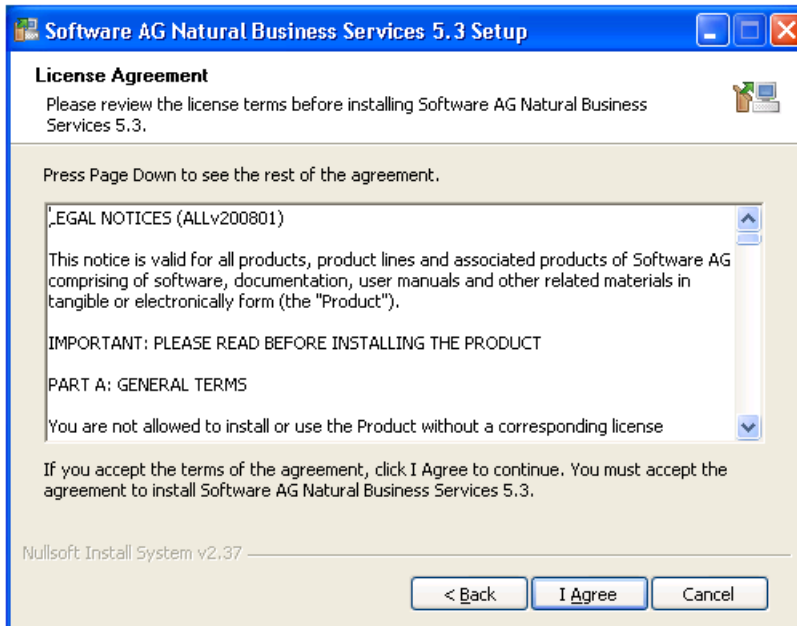 Software AG Natural Business Services 5.3 Setup
License Agreement
Please review the license terms before installing Software AG Natural Business
Services 5.3.
Press Page Down to see the rest of the agreement.
LEGAL NOTICES (ALLv200801)
This notice is valid for all products, product lines and associated products of Software AG
comprising of software, documentation, user manuals and other related materials in
tangible or electronically form (the "Product").
IMPORTANT: PLEASE READ BEFORE INSTALLING THE PRODUCT
PART A: GENERAL TERMS
You are not allowed to install or use the Product without a corresponding license
If you accept the terms of the agreement, click I Agree to continue. You must accept the
agreement to install Software AG Natural Business Services 5.3.
Nullsoft Install System v2.37
< Back
I Agree
Cancel